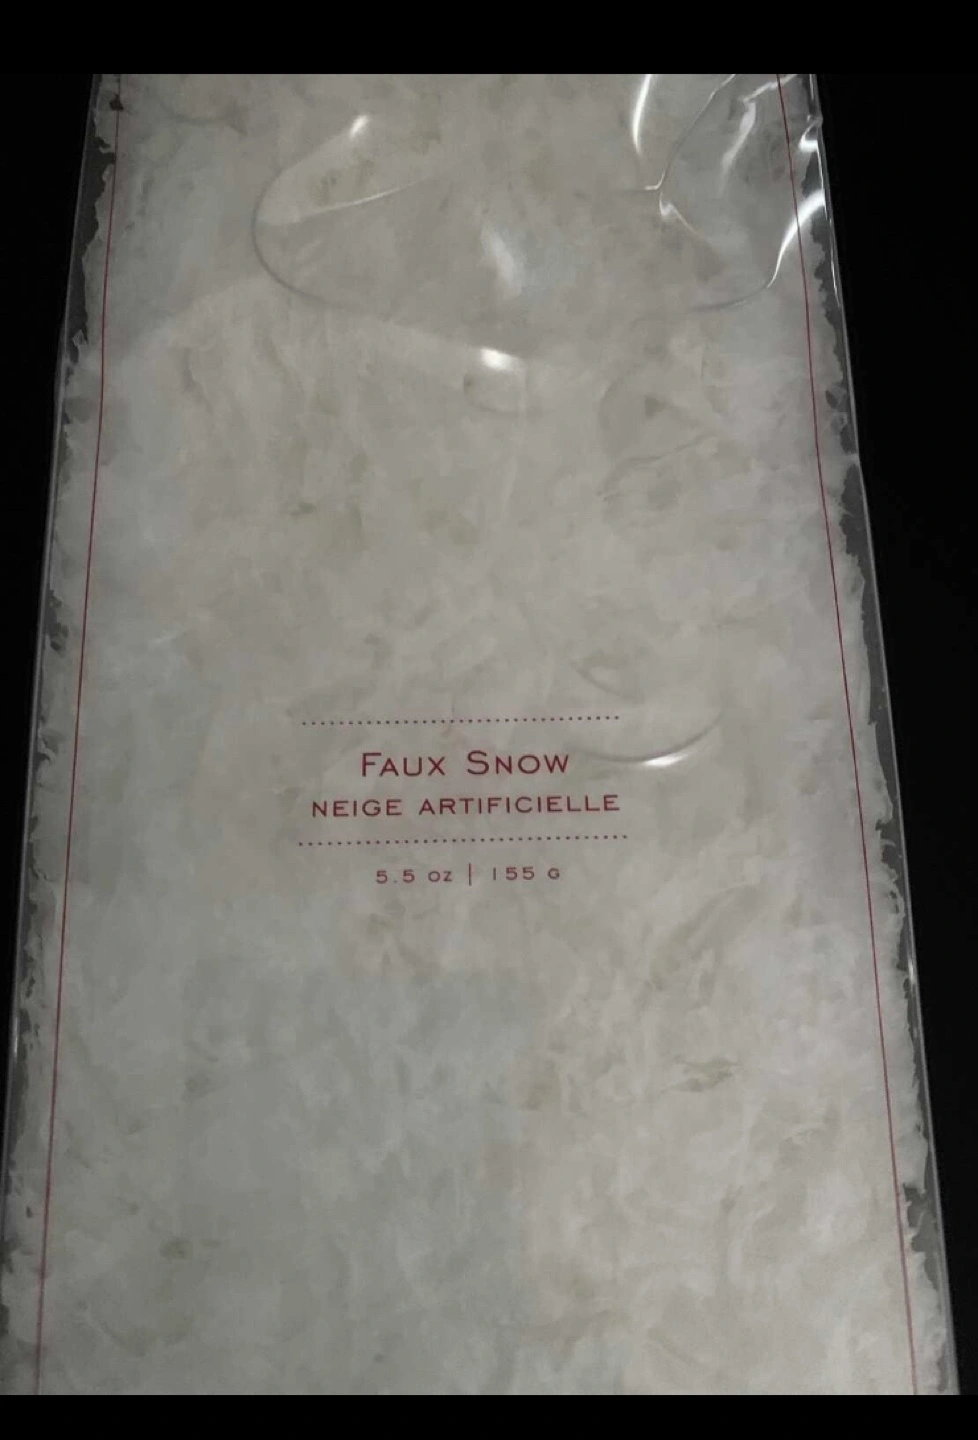 FAUX SNOW
NEIGE ARTIFICIELLE
5.5 OZ | 155 G